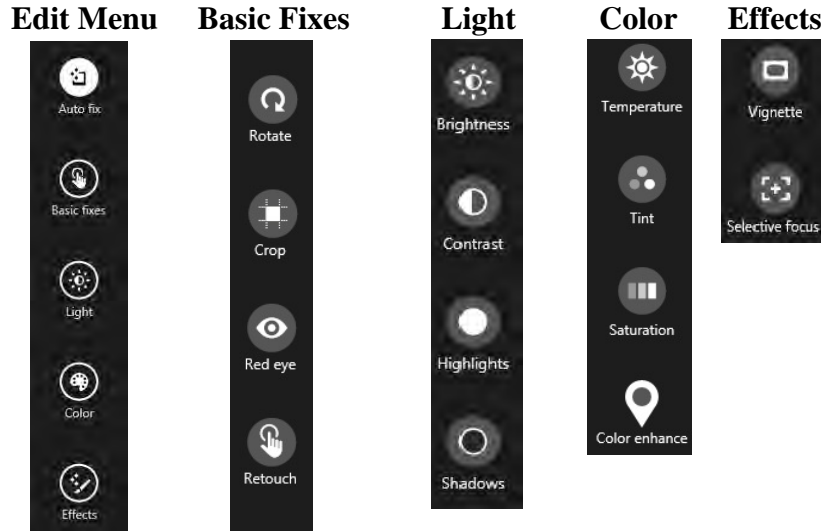 Edit Menu
Auto fix
Basic fixes
Light
Color
Effects
Basic Fixes
Rotate
Crop
Red eye
Retouch
Light
Brightness
Contrast
Highlights
Shadows
Color
Temperature
Tint
Saturation
Color enhance
Effects
Vignette
Selective focus